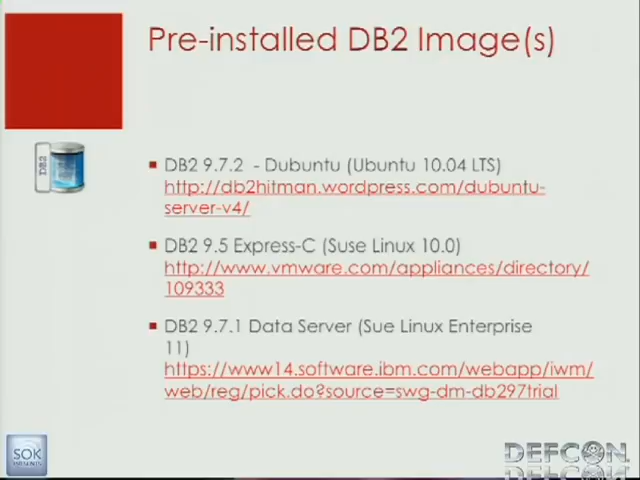 Pre-installed DB2 Image(s)
DB2
DB2 9.7.2 - Dubuntu (Ubuntu 10.04 LTS)
http://db2hitman.wordpress.com/dubuntu-
server-v4/
DB2 9.5 Express-C (Suse Linux 10.0)
http://www.vmware.com/appliances/directory/
109333
DB2 9.7.1 Data Server (Sue Linux Enterprise
11)
https://www14.software.ibm.com/webapp/iwm/
web/reg/pick.do?source=swg-dm-db297trial
SOK
PRESENTS
DEFCON